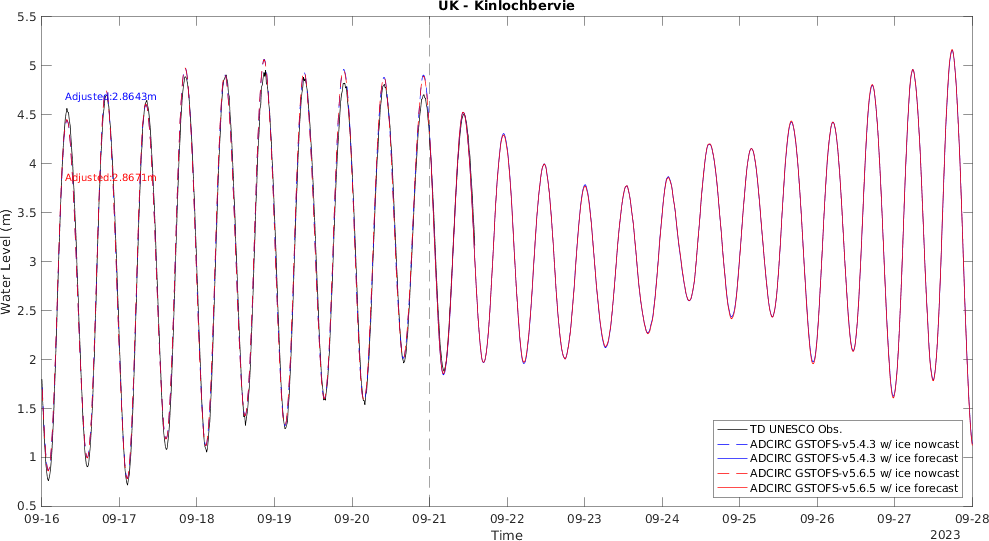 UK - Kinlochbervie
5.5
5
4.5
4
3.5
3
2.5
2
1.5
1
0.5
Water Level (m)
Adjusted:2.8643m
Adjusted:2.8671m
TD UNESCO Obs.
ADCIRC GSTOFS-v5.4.3 w/ ice nowcast
ADCIRC GSTOFS-v5.4.3 w/ ice forecast
ADCIRC GSTOFS-v5.6.5 w/ ice nowcast
ADCIRC GSTOFS-v5.6.5 w/ ice forecast
09-16 09-17 09-18 09-19 09-20 09-21 09-22 09-23 09-24 09-25 09-26 09-27 09-28
Time
2023